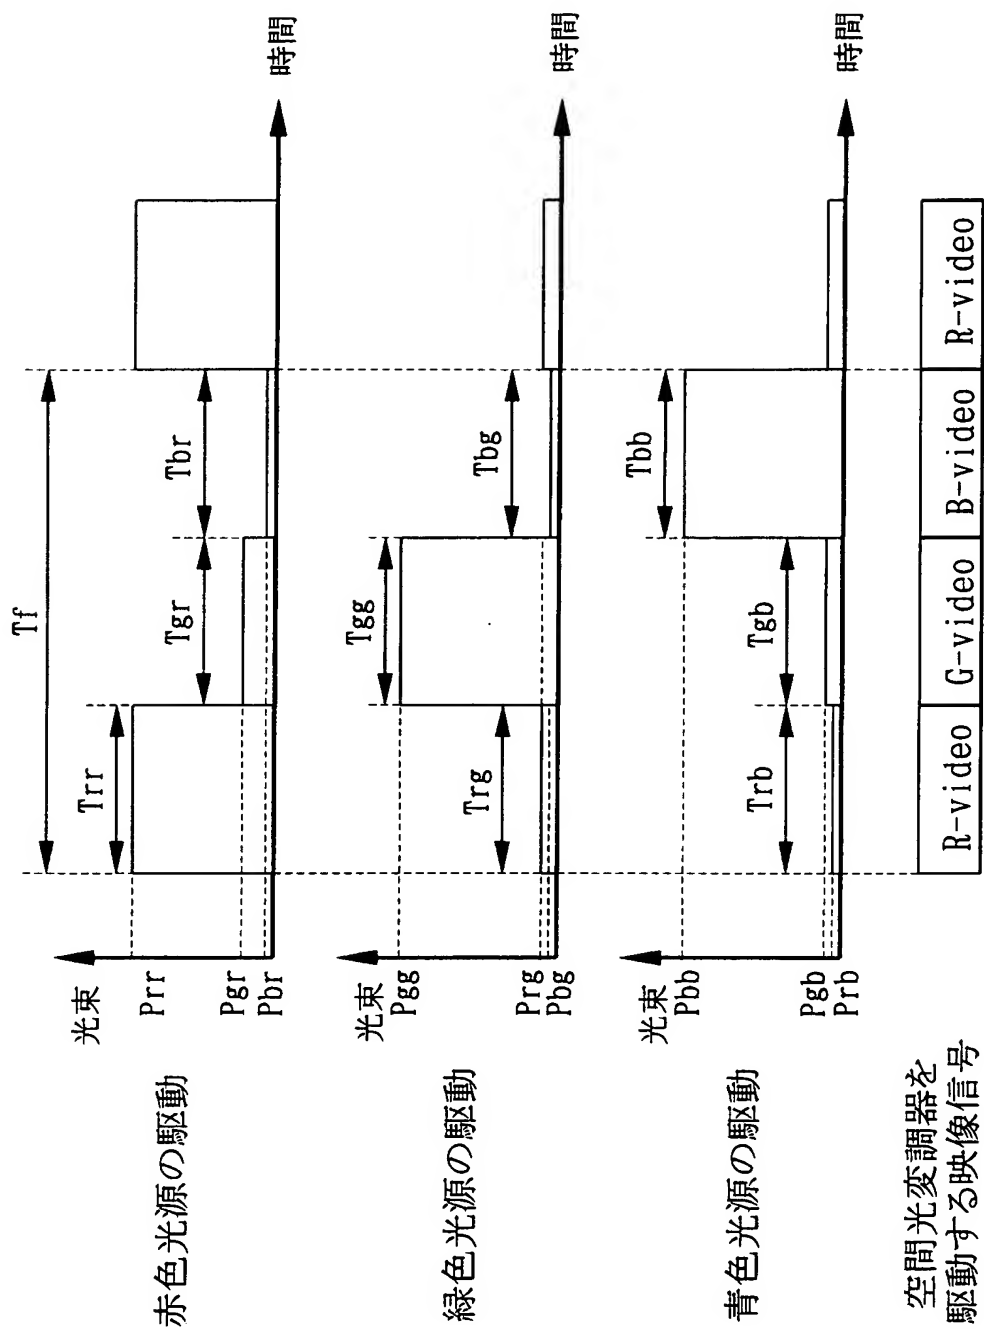 Tf
赤色光源の駆動
光束
Prr
Pgr
Pbr
Trr
Tgr
Tbr
時間
緑色光源の駆動
光束
Pgg
Prg
Pbg
Trg
Tgg
Tbg
時間
青色光源の駆動
光束
Pbb
Pgb
Prb
Trb
Tgb
Tbb
時間
空間光変調器を
駆動する映像信号
R-video
G-video
B-video
R-video